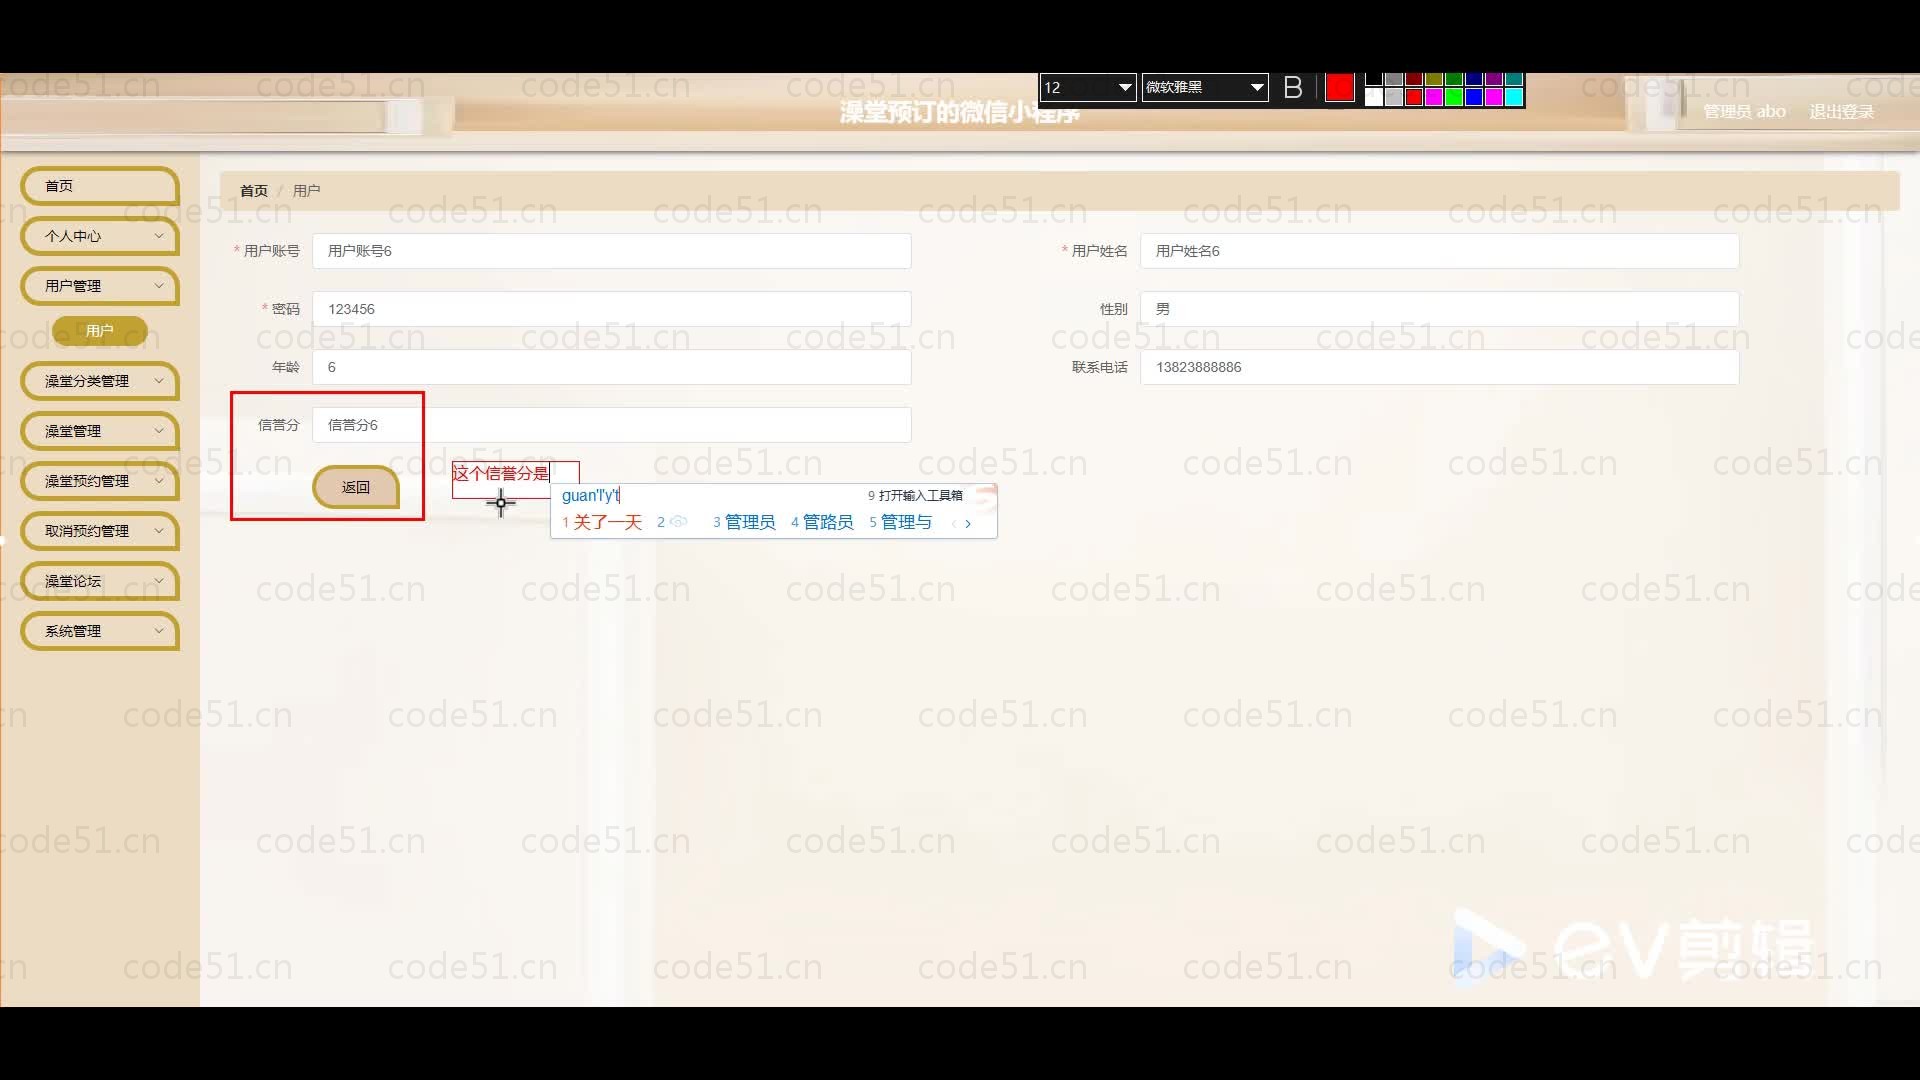 12 微软雅黑 B
澡堂预订的微信小程序
管理员 abo 退出登录
首页
个人中心
用户管理
用户
澡堂分类管理
澡堂管理
澡堂预约管理
取消预约管理
澡堂论坛
系统管理
首页 / 用户
* 用户账号 用户账号6
* 用户姓名 用户姓名6
* 密码 123456
性别 男
年龄 6
联系电话 13823888886
信誉分 信誉分6
返回
这个信誉分是
guan'l'y't 9 打开输入工具箱
1 关了一天 2 3 管理员 4 管路员 5 管理与
code51.cn
ev剪辑